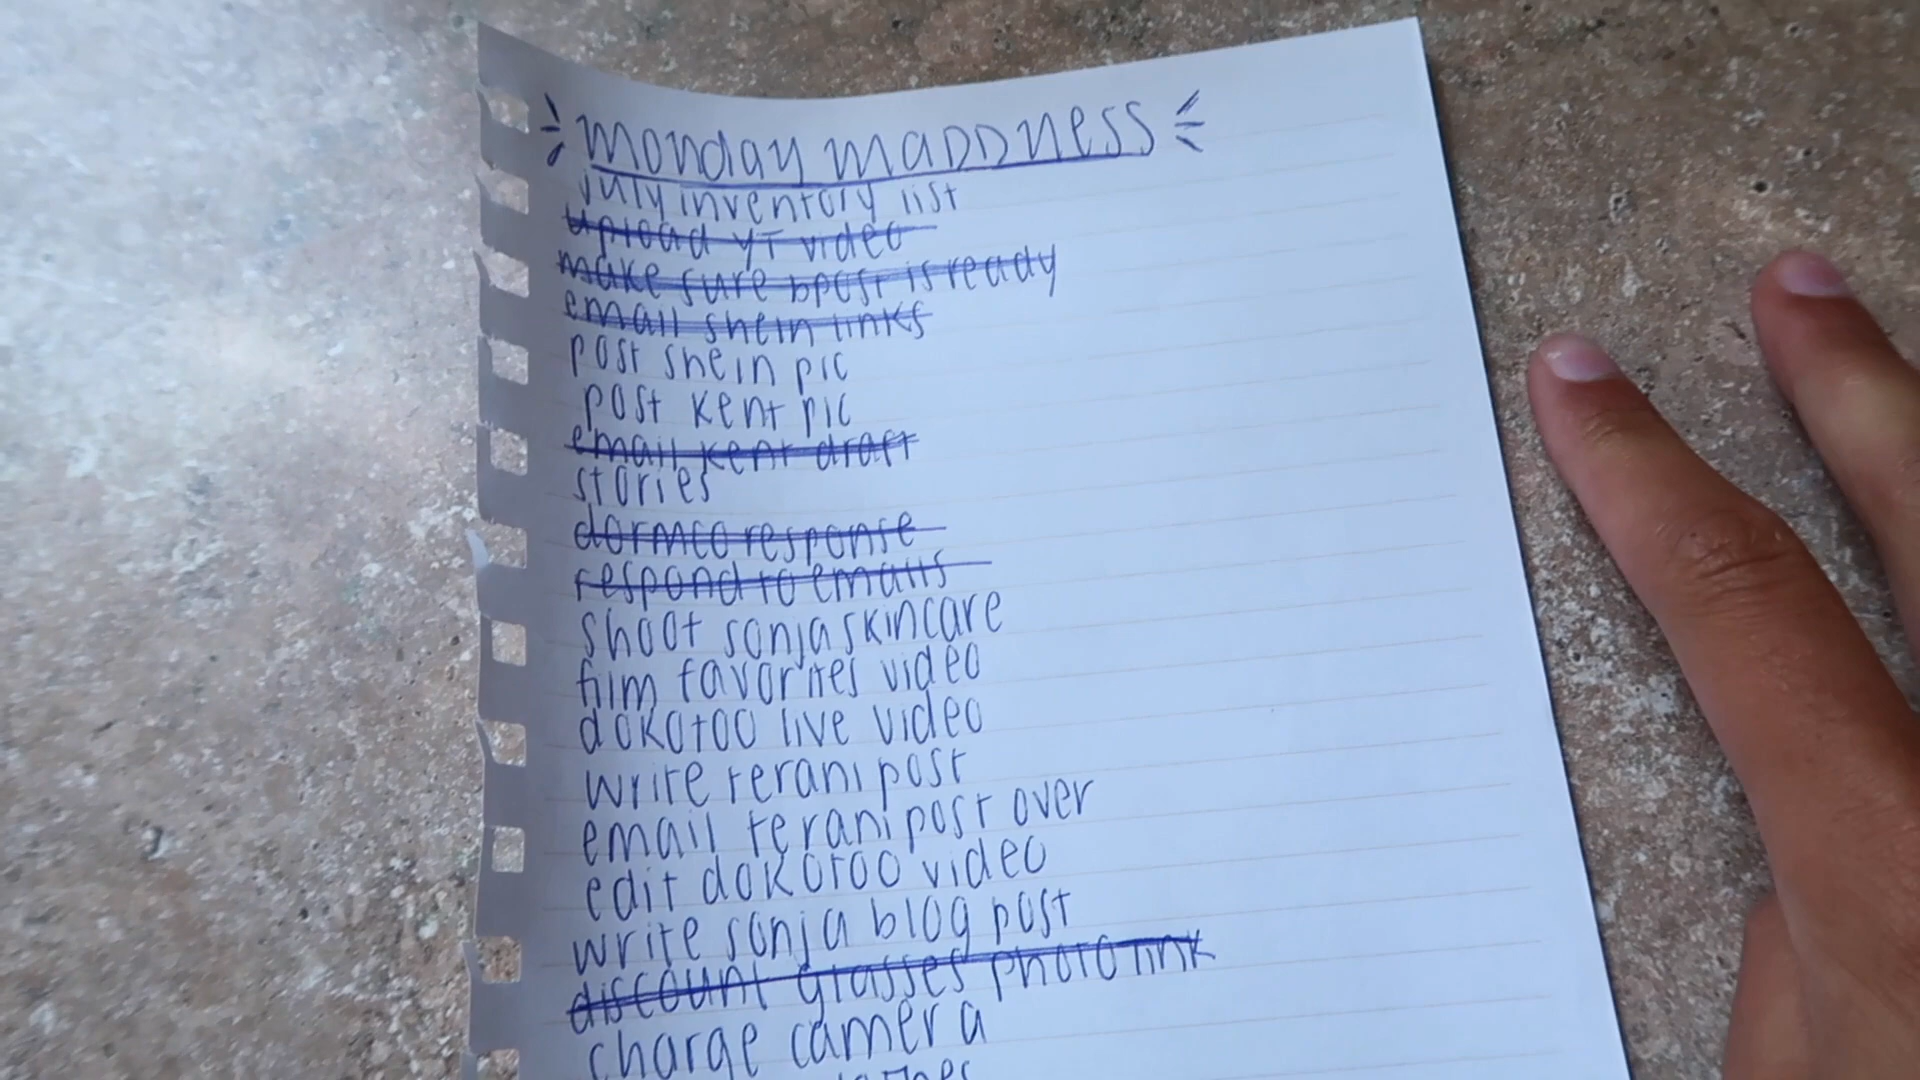 monday maDDness
july inventory list
upload YT video
make sure bpost is ready
email shein links
post shein pic
post kent pic
email kent draft
stories
dormco response
respond to emails
shoot sonja skincare
film favorites video
dokotoo live video
write terani post
email terani post over
edit dokotoo video
write sonja blog post
discount glasses photo link
charge camera